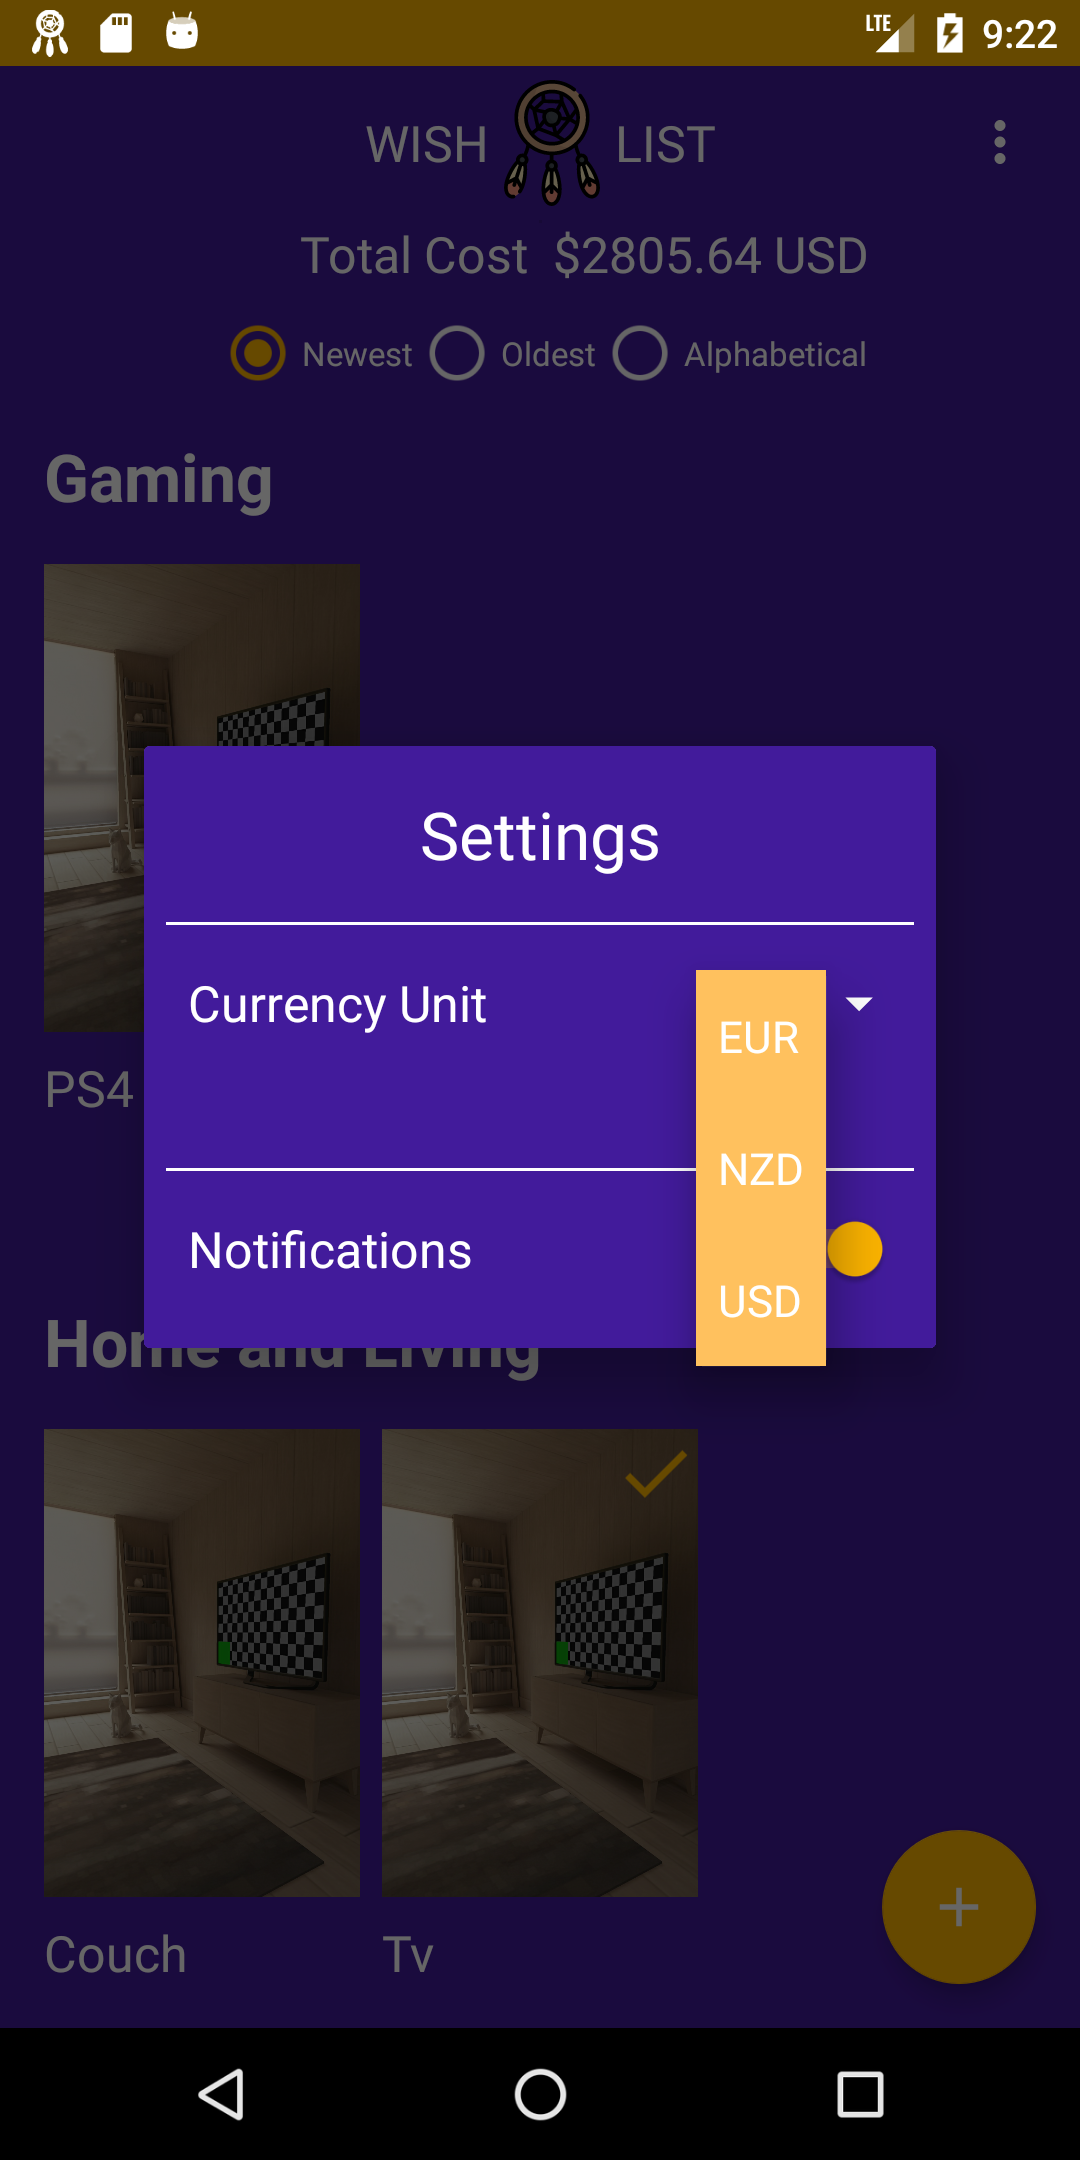 LTE 9:22
WISH LIST
Total Cost $2805.64 USD
Newest Oldest Alphabetical
Gaming
Settings
Currency Unit
EUR
PS4
NZD
Notifications
USD
Home and Living
Couch Tv